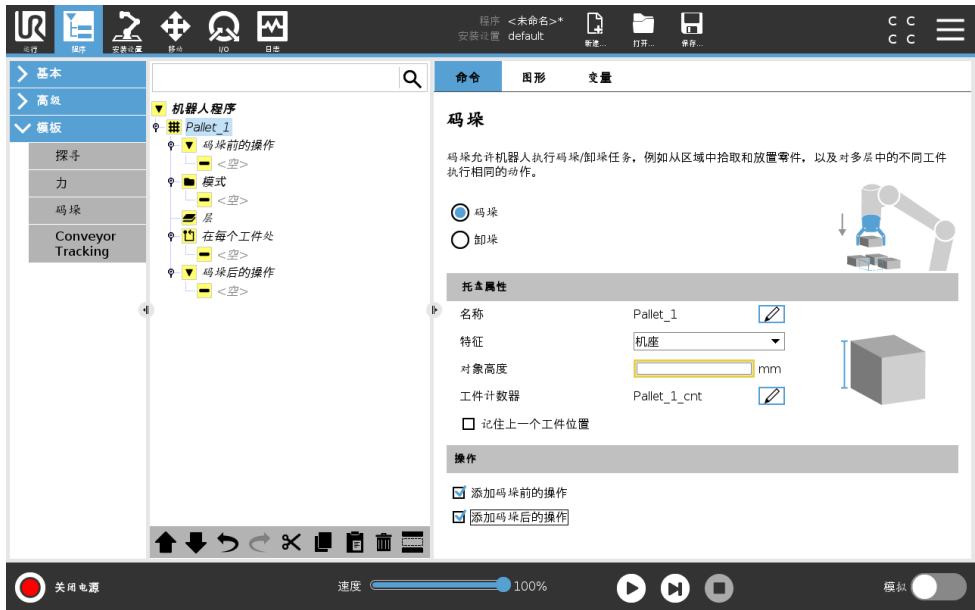 UR
运行
程序
安装设置
移动
I/O
日志
程序 <未命名>*
安装设置 default
新建...
打开...
保存...
C C
C C
基本
高级
模板
探寻
力
码垛
Conveyor
Tracking
机器人程序
Pallet_1
码垛前的操作
<空>
模式
<空>
层
在每个工件处
<空>
码垛后的操作
<空>
命令 图形 变量
码垛
码垛允许机器人执行码垛/卸垛任务，例如从区域中拾取和放置零件，以及对多层中的不同工件
执行相同的动作。
码垛
卸垛
托盘属性
名称 Pallet_1
特征 机座
对象高度 mm
工件计数器 Pallet_1_cnt
记住上一个工件位置
操作
添加码垛前的操作
添加码垛后的操作
关闭电源
速度 100%
模拟